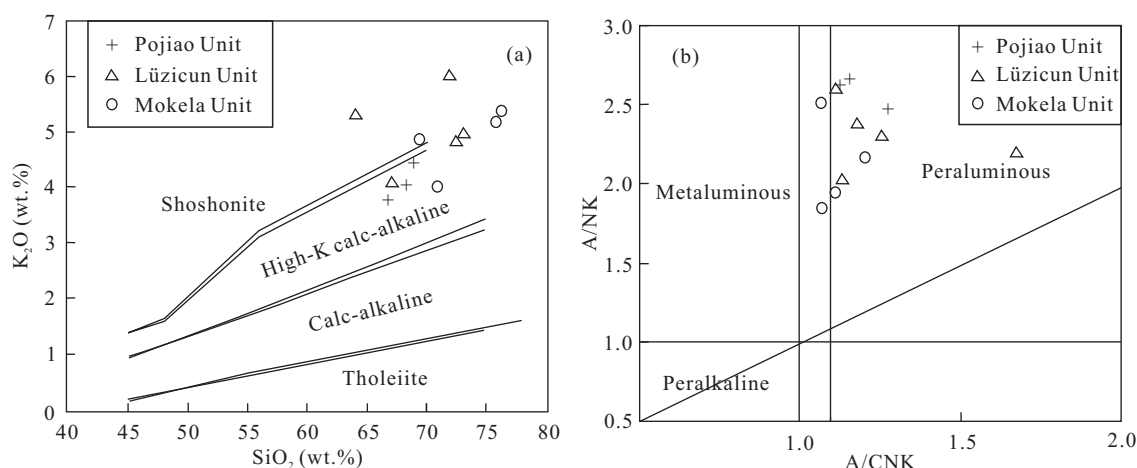 7
6
5
4
3
2
1
0
K₂O (wt.%)
+ Pojiao Unit
△ Lüzicun Unit
○ Mokela Unit
(a)
Shoshonite
High-K calc-alkaline
Calc-alkaline
Tholeiite
40 45 50 55 60 65 70 75 80
SiO₂ (wt.%)
3.0
2.5
2.0
1.5
1.0
0.5
A/NK
(b)
+ Pojiao Unit
△ Lüzicun Unit
○ Mokela Unit
Metaluminous
Peraluminous
Peralkaline
1.0 1.5 2.0
A/CNK